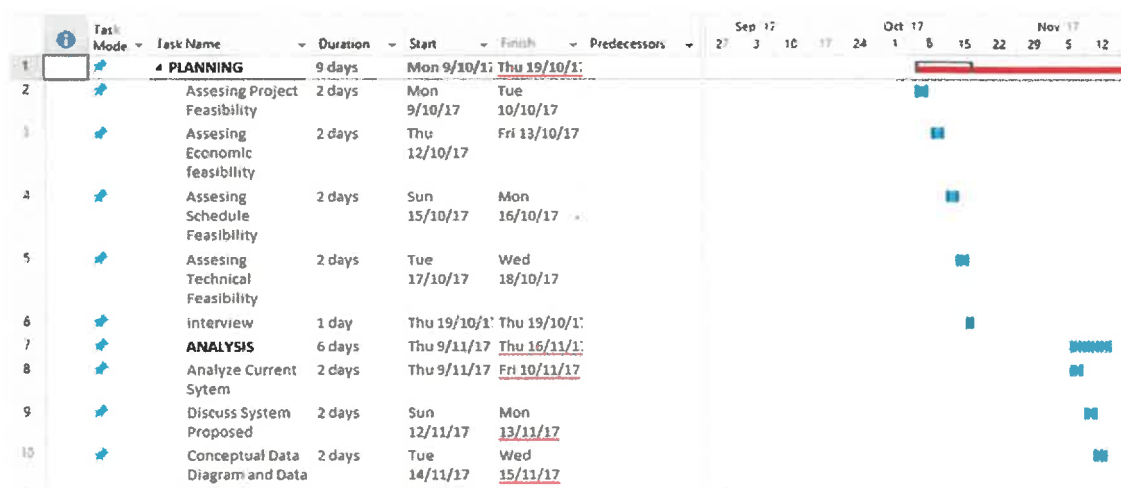 Sep '17 Oct '17 Nov '17
Task Mode Task Name Duration Start Finish Predecessors 27 3 10 17 24 1 8 15 22 29 5 12
1 PLANNING 9 days Mon 9/10/17 Thu 19/10/17
2 Assesing Project 2 days Mon Tue
Feasibility 9/10/17 10/10/17
3 Assesing 2 days Thu Fri 13/10/17
Economic 12/10/17
feasibility
4 Assesing 2 days Sun Mon
Schedule 15/10/17 16/10/17
Feasibility
5 Assesing 2 days Tue Wed
Technical 17/10/17 18/10/17
Feasibility
6 interview 1 day Thu 19/10/1 Thu 19/10/1
7 ANALYSIS 6 days Thu 9/11/17 Thu 16/11/1
8 Analyze Current 2 days Thu 9/11/17 Fri 10/11/17
Sytem
9 Discuss System 2 days Sun Mon
Proposed 12/11/17 13/11/17
10 Conceptual Data 2 days Tue Wed
Diagram and Data 14/11/17 15/11/17